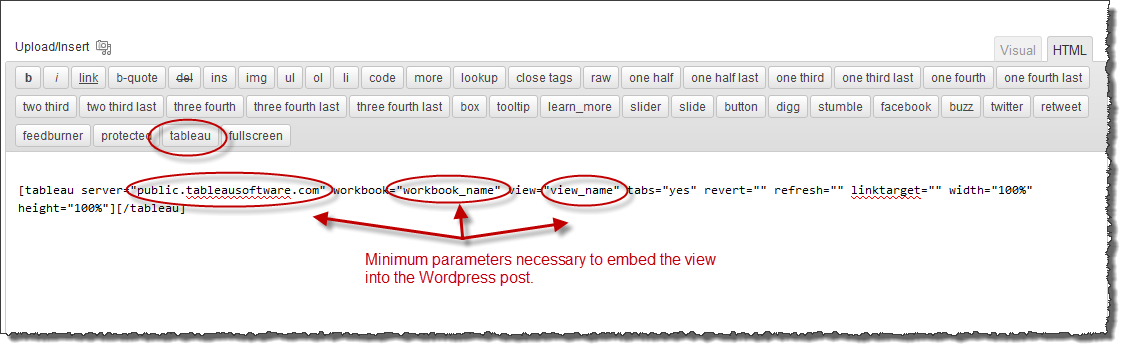 Upload/Insert
Visual HTML
b i link b-quote del ins img ul ol li code more lookup close tags raw one half one half last one third one third last one fourth one fourth last
two third two third last three fourth three fourth last three fourth last box tooltip learn_more slider slide button digg stumble facebook buzz twitter retweet
feedburner protected tableau fullscreen
[tableau server="public.tableausoftware.com" workbook="workbook_name" view="view_name" tabs="yes" revert="" refresh="" linktarget="" width="100%"
height="100%"][/tableau]
Minimum parameters necessary to embed the view
into the Wordpress post.